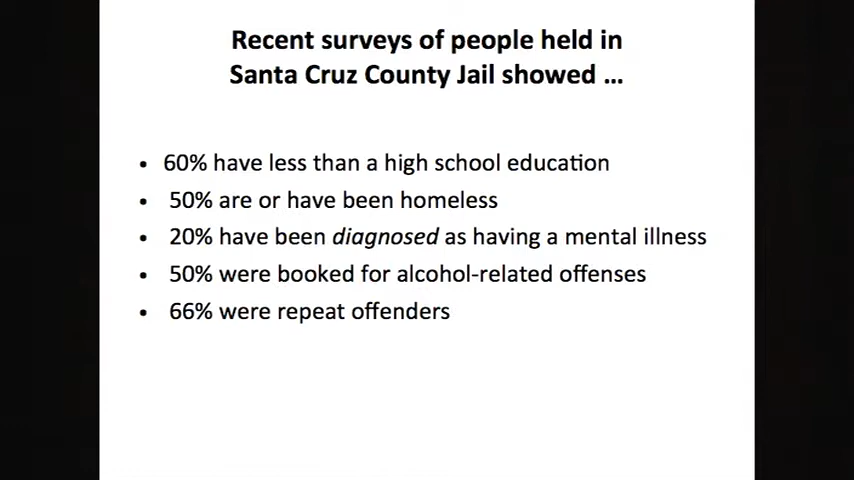 Recent surveys of people held in
Santa Cruz County Jail showed …
• 60% have less than a high school education
• 50% are or have been homeless
• 20% have been diagnosed as having a mental illness
• 50% were booked for alcohol-related offenses
• 66% were repeat offenders